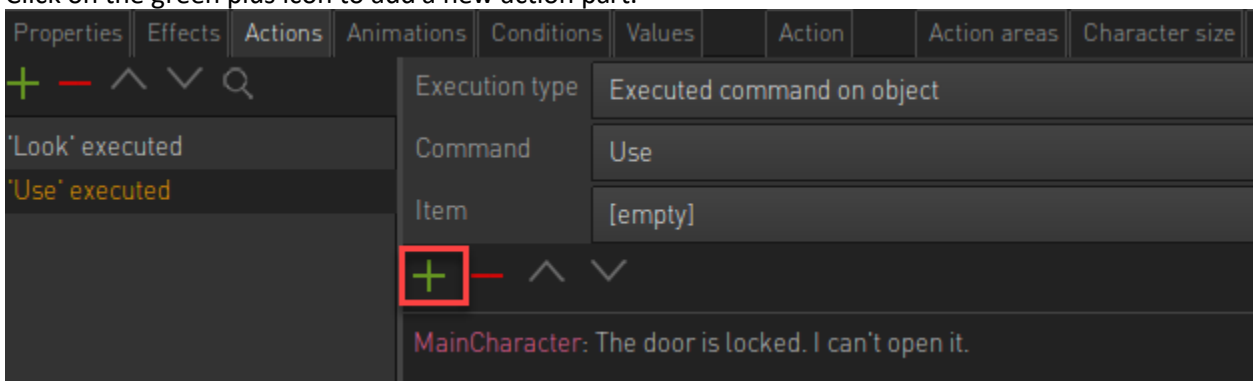 Click on the green plus icon to add a new action part.
Properties Effects Actions Animations Conditions Values Action Action areas Character size
Execution type Executed command on object
'Look' executed
Command Use
'Use' executed
Item [empty]
MainCharacter: The door is locked. I can't open it.